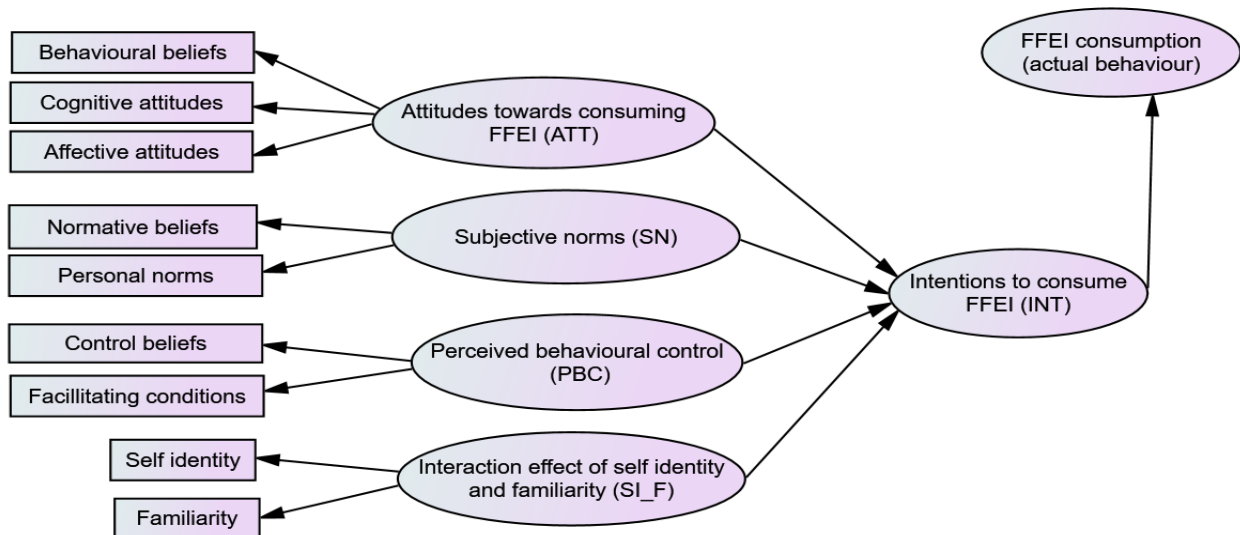 Behavioural beliefs
Cognitive attitudes
Affective attitudes
Normative beliefs
Personal norms
Control beliefs
Facillitating conditions
Self identity
Familiarity
Attitudes towards consuming
FFEI (ATT)
Subjective norms (SN)
Perceived behavioural control
(PBC)
Interaction effect of self identity
and familiarity (SI_F)
Intentions to consume
FFEI (INT)
FFEI consumption
(actual behaviour)